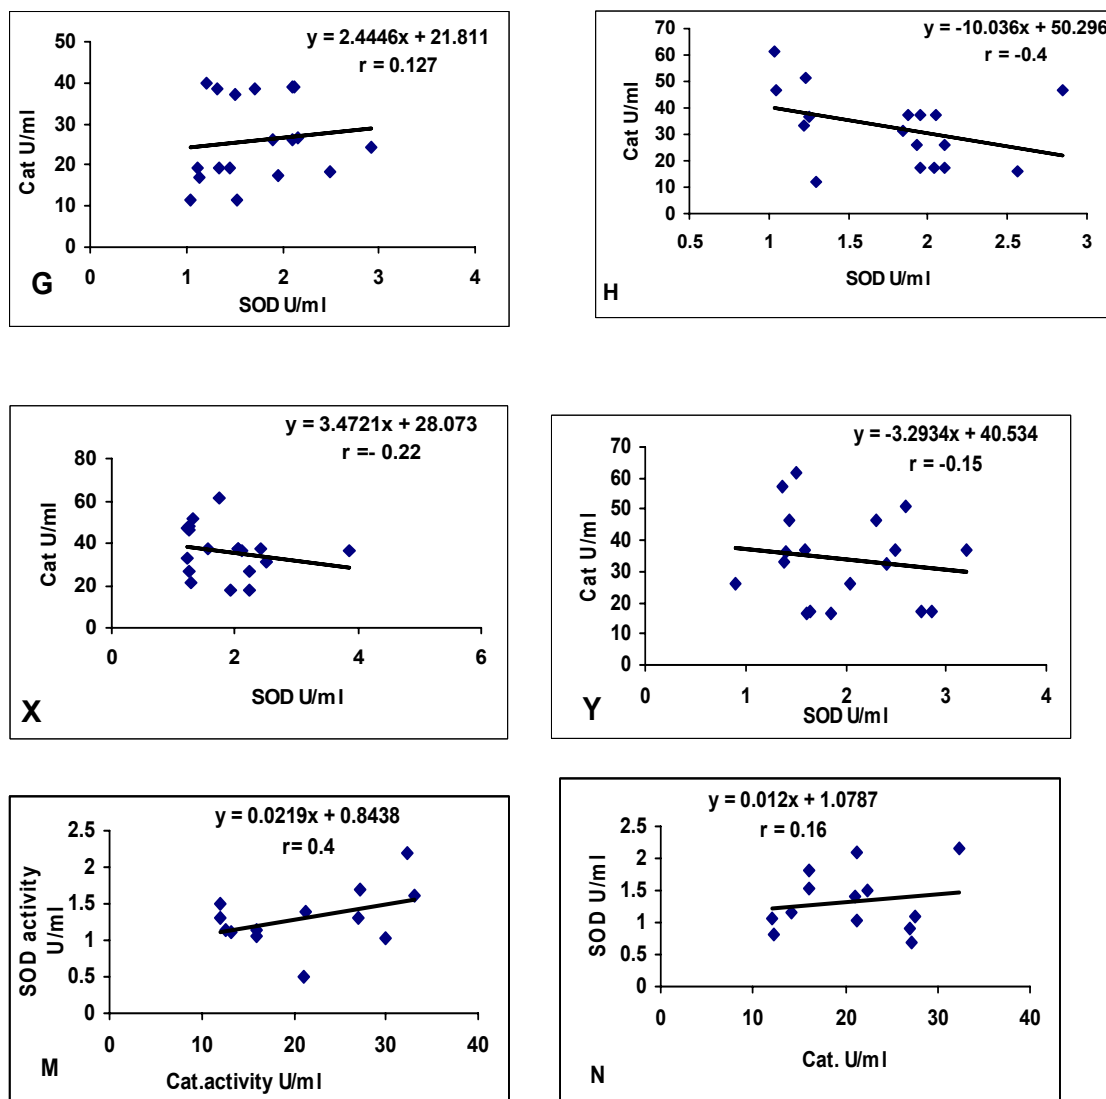 y = 2.4446x + 21.811
r = 0.127
50
40
30
20
10
0
Cat U/ml
0 1 2 3 4
SOD U/ml
G
y = -10.036x + 50.296
r = -0.4
70
60
50
40
30
20
10
0
Cat U/ml
0.5 1 1.5 2 2.5 3
SOD U/ml
H
y = 3.4721x + 28.073
r =- 0.22
80
60
40
20
0
Cat U/ml
0 2 4 6
SOD U/ml
X
y = -3.2934x + 40.534
r = -0.15
70
60
50
40
30
20
10
0
Cat U/ml
0 1 2 3 4
SOD U/ml
Y
y = 0.0219x + 0.8438
r= 0.4
2.5
2
1.5
1
0.5
0
SOD activity
U/ml
0 10 20 30 40
Cat.activity U/ml
M
y = 0.012x + 1.0787
r = 0.16
2.5
2
1.5
1
0.5
0
SOD U/ml
0 10 20 30 40
Cat. U/ml
N